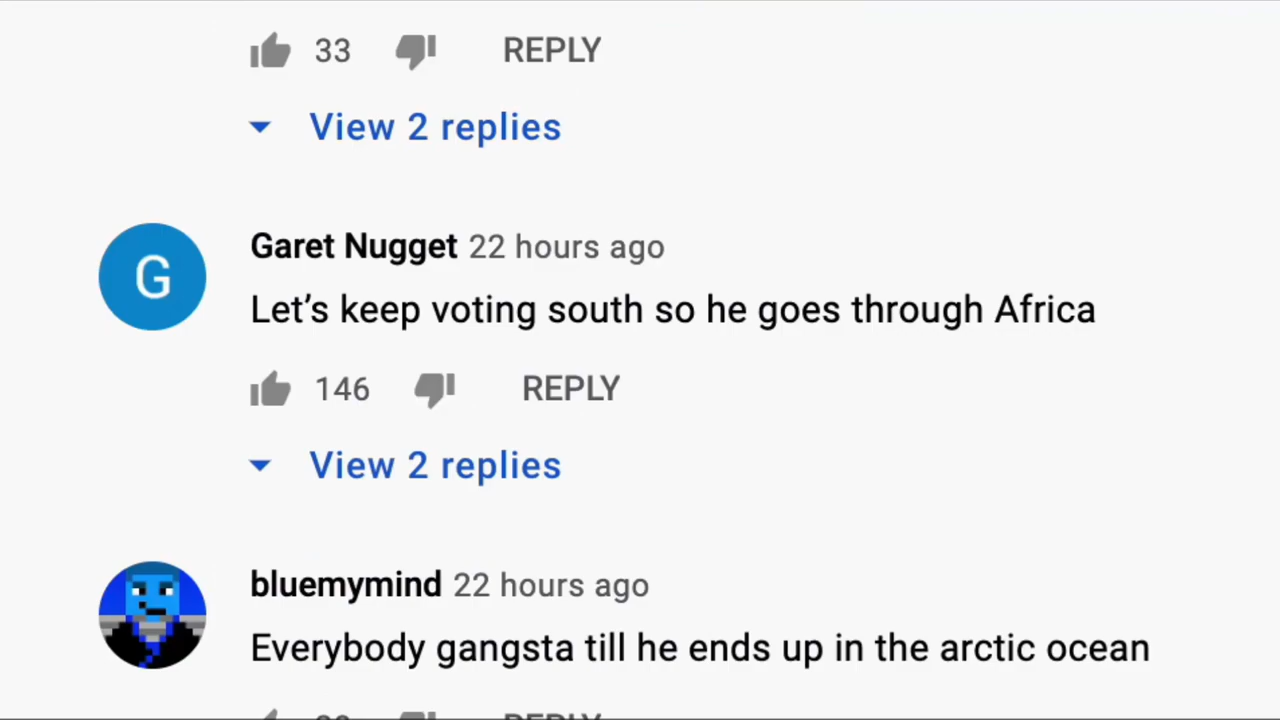 33 REPLY
View 2 replies
G
Garet Nugget 22 hours ago
Let’s keep voting south so he goes through Africa
146 REPLY
View 2 replies
bluemymind 22 hours ago
Everybody gangsta till he ends up in the arctic ocean
REPLY